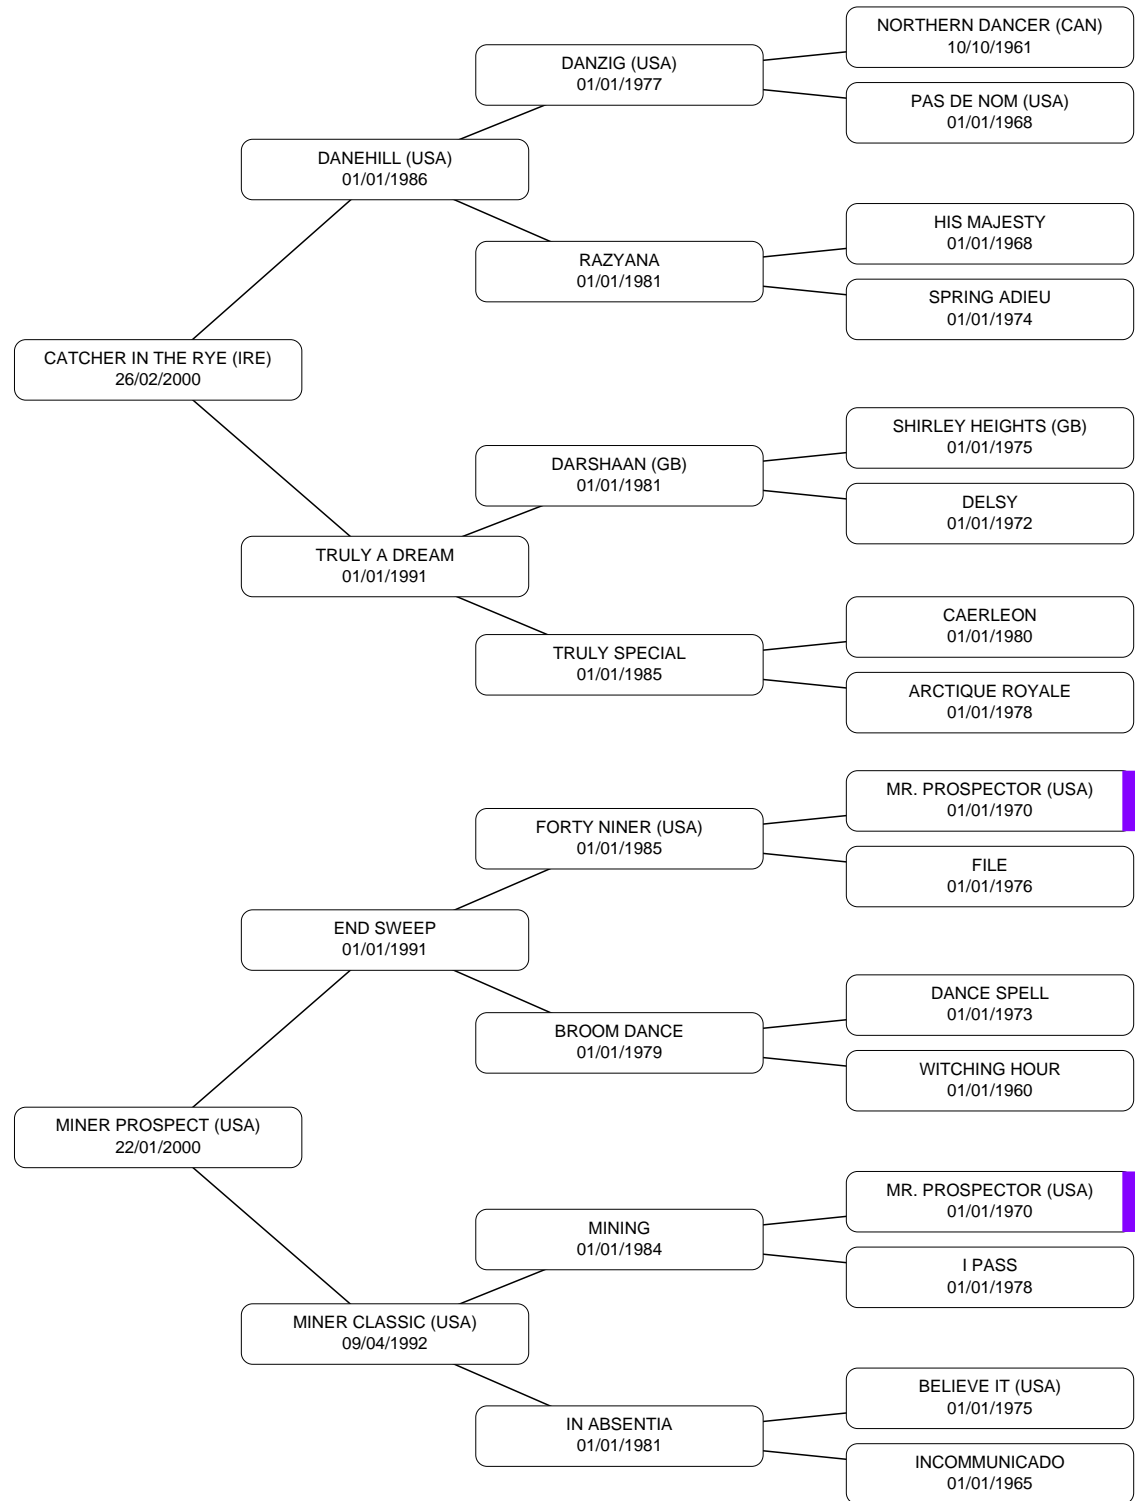 NORTHERN DANCER (CAN)
10/10/1961
DANZIG (USA)
01/01/1977
PAS DE NOM (USA)
01/01/1968
DANEHILL (USA)
01/01/1986
HIS MAJESTY
01/01/1968
RAZYANA
01/01/1981
SPRING ADIEU
01/01/1974
CATCHER IN THE RYE (IRE)
26/02/2000
SHIRLEY HEIGHTS (GB)
01/01/1975
DARSHAAN (GB)
01/01/1981
DELSY
01/01/1972
TRULY A DREAM
01/01/1991
CAERLEON
01/01/1980
TRULY SPECIAL
01/01/1985
ARCTIQUE ROYALE
01/01/1978
MR. PROSPECTOR (USA)
01/01/1970
FORTY NINER (USA)
01/01/1985
FILE
01/01/1976
END SWEEP
01/01/1991
DANCE SPELL
01/01/1973
BROOM DANCE
01/01/1979
WITCHING HOUR
01/01/1960
MINER PROSPECT (USA)
22/01/2000
MR. PROSPECTOR (USA)
01/01/1970
MINING
01/01/1984
I PASS
01/01/1978
MINER CLASSIC (USA)
09/04/1992
BELIEVE IT (USA)
01/01/1975
IN ABSENTIA
01/01/1981
INCOMMUNICADO
01/01/1965